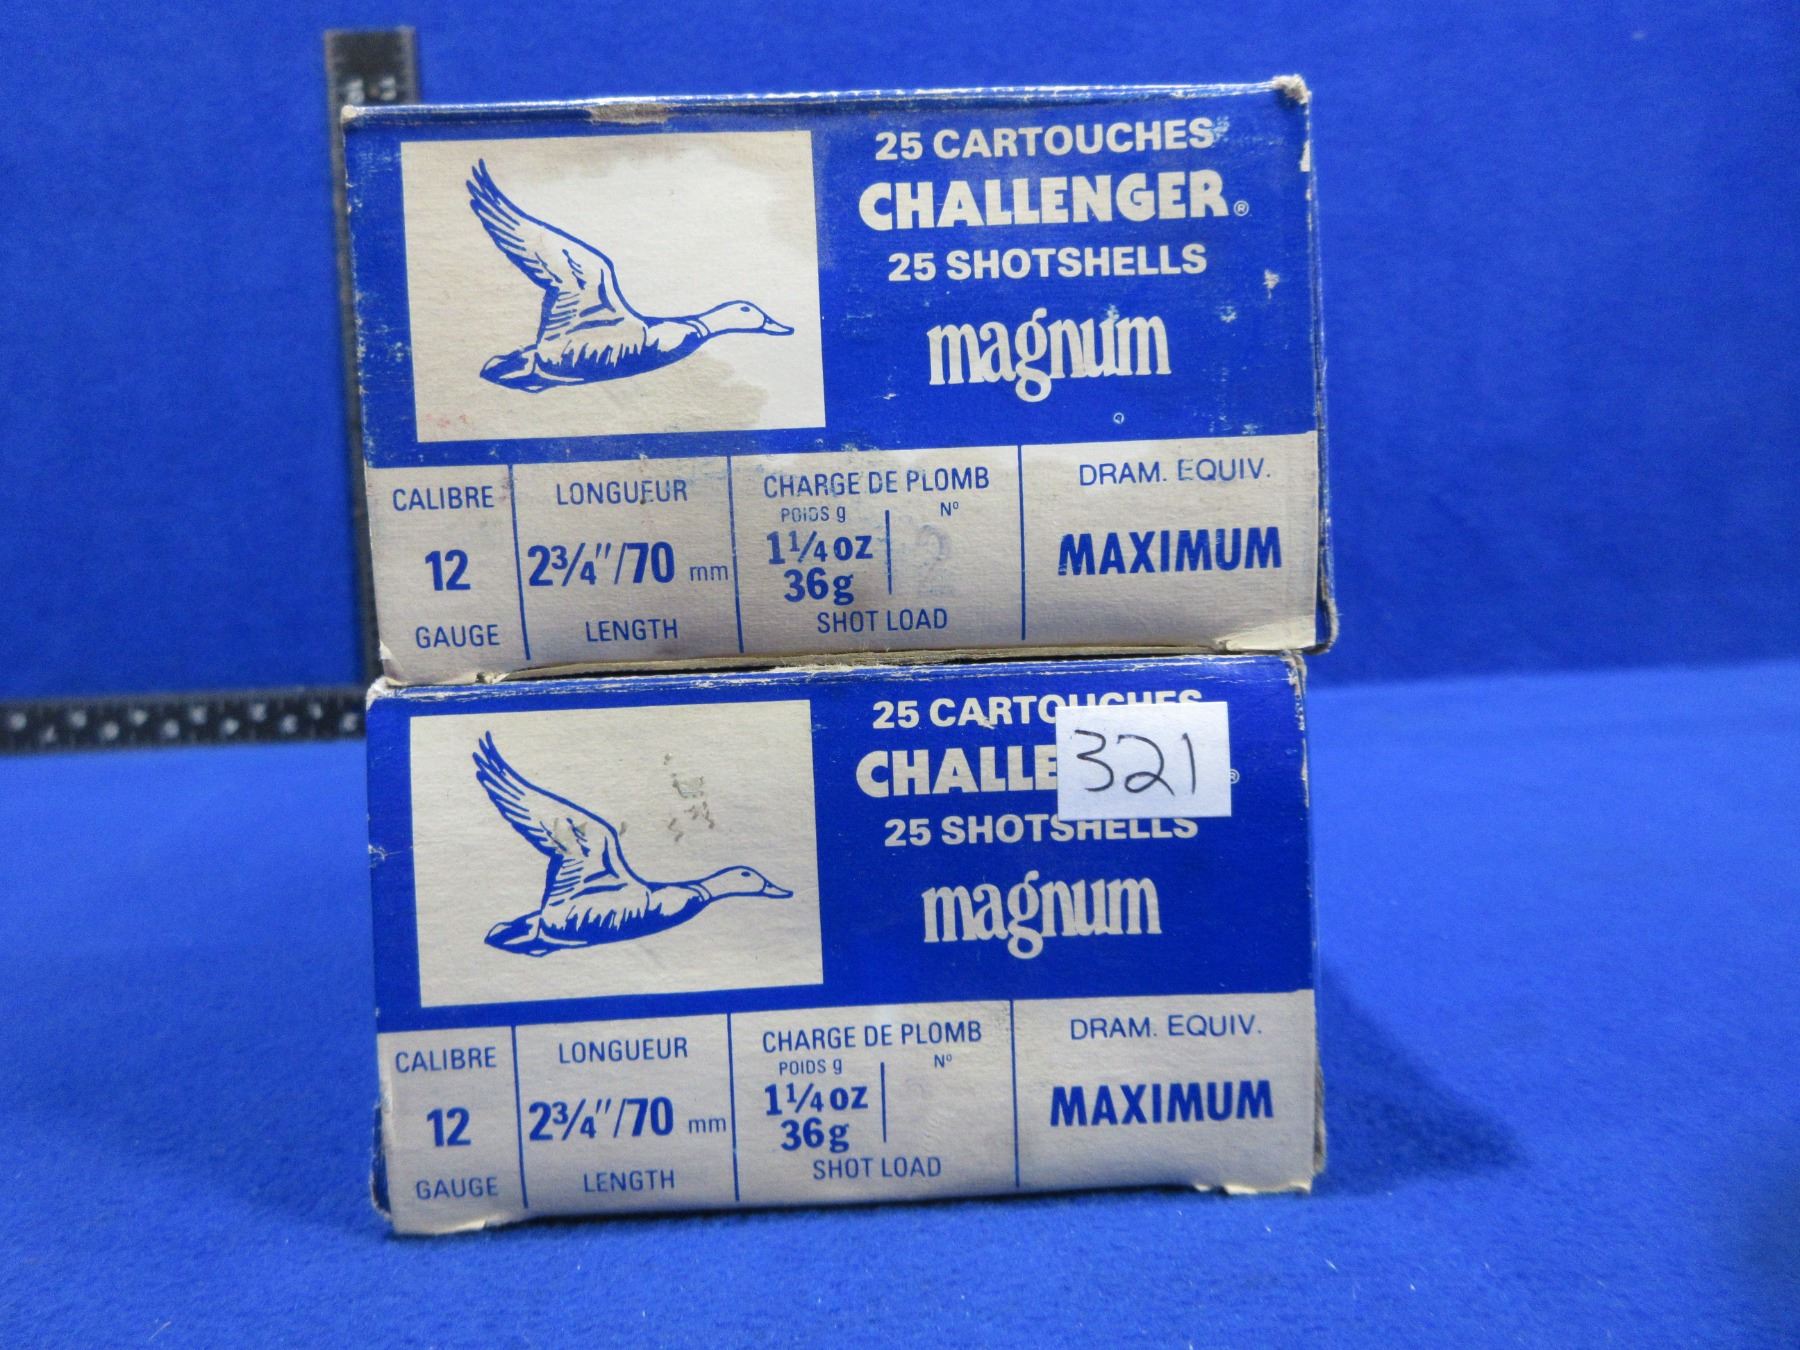 25 CARTOUCHES
CHALLENGER®
25 SHOTSHELLS
magnum
CALIBRE
12
GAUGE
LONGUEUR
2¾"/70 mm
LENGTH
CHARGE DE PLOMB
POIDS g Nº
1¼ oz
36g
2
SHOT LOAD
DRAM. EQUIV.
MAXIMUM
25 CARTOUCHES
CHALLE
®
321
25 SHOTSHELLS
magnum
CALIBRE
12
GAUGE
LONGUEUR
2¾"/70 mm
LENGTH
CHARGE DE PLOMB
POIDS g Nº
1¼ oz
36g
SHOT LOAD
DRAM. EQUIV.
MAXIMUM